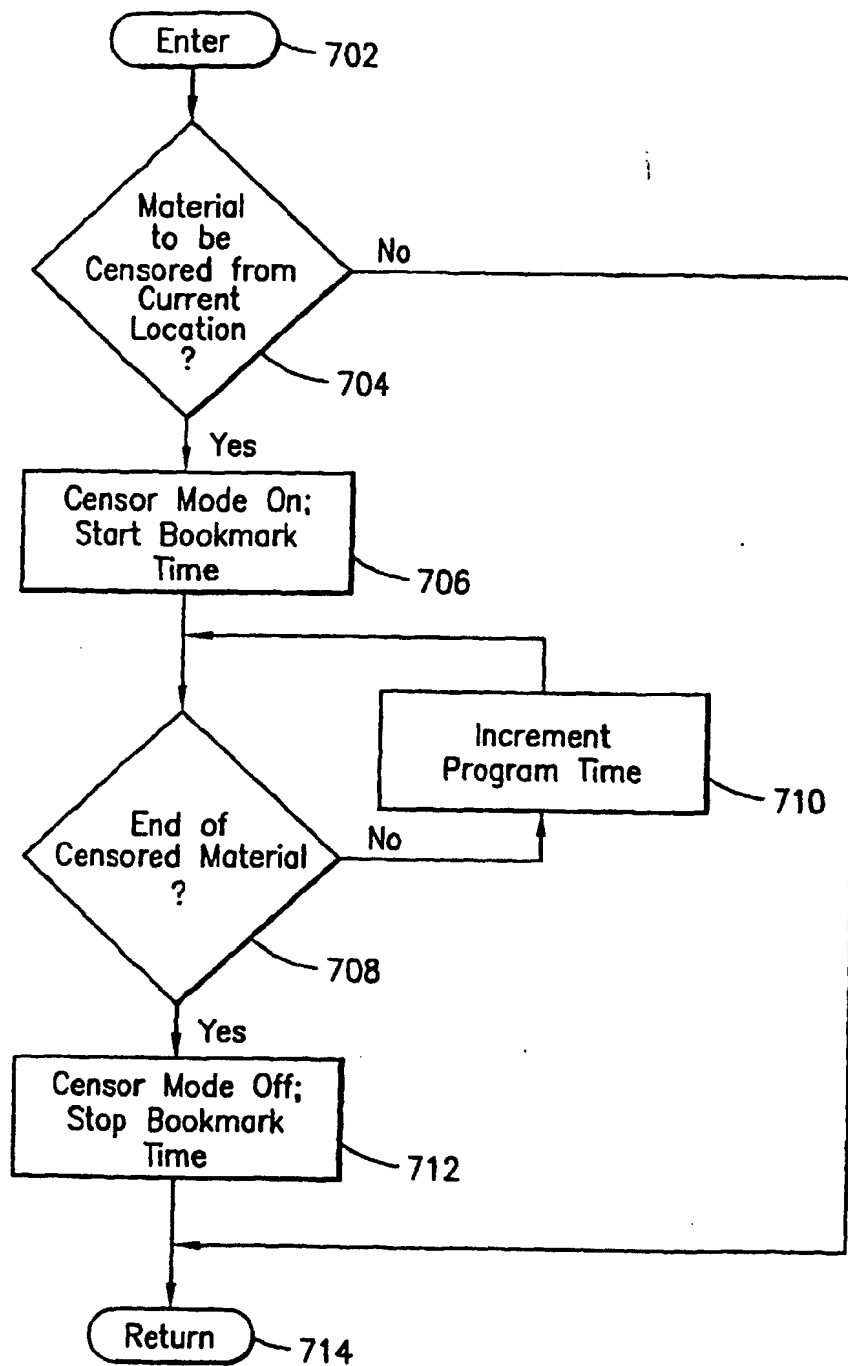 Enter
702
Material
to be
Censored from
Current
Location
?
No
704
Yes
Censor Mode On;
Start Bookmark
Time
706
Increment
Program Time
710
End of
Censored Material
?
No
708
Yes
Censor Mode Off;
Stop Bookmark
Time
712
Return
714